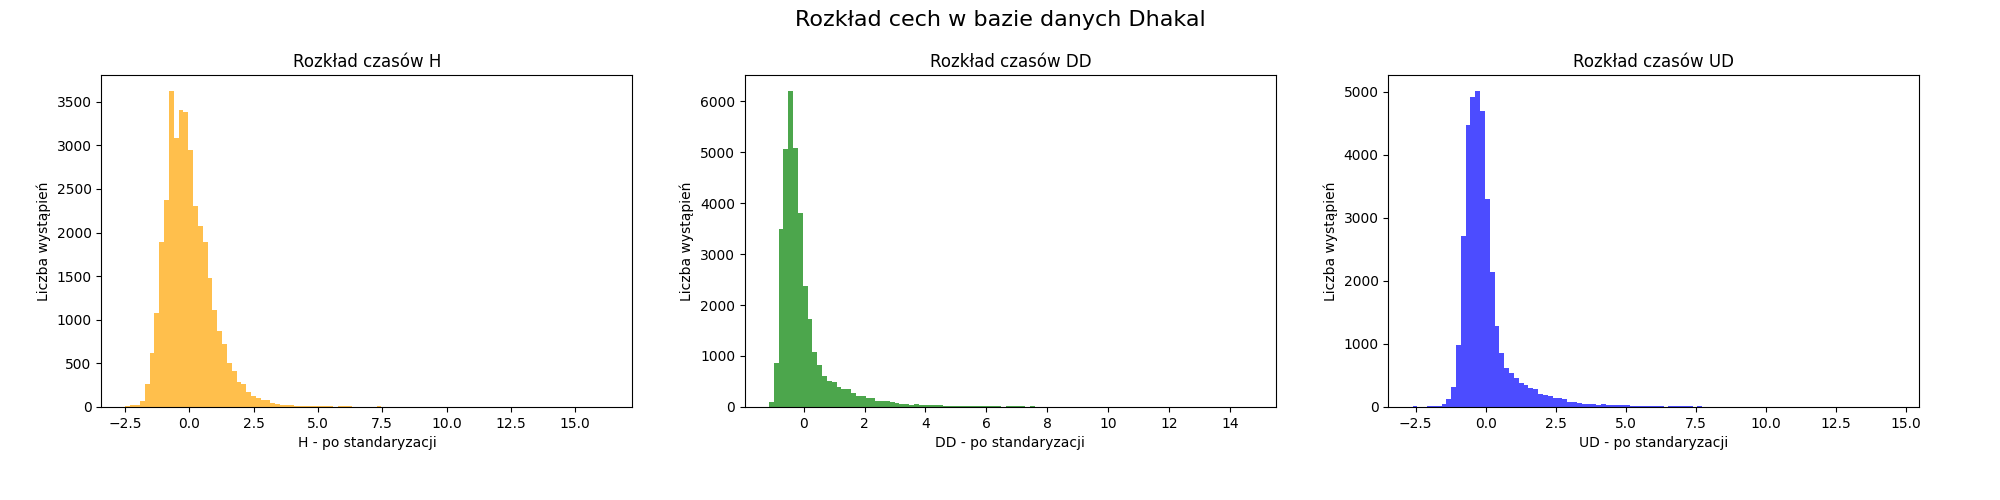 Rozkład cech w bazie danych Dhakal
Rozkład czasów H
Liczba wystąpień
3500
3000
2500
2000
1500
1000
500
0
−2.5 0.0 2.5 5.0 7.5 10.0 12.5 15.0
H - po standaryzacji
Rozkład czasów DD
Liczba wystąpień
6000
5000
4000
3000
2000
1000
0
0 2 4 6 8 10 12 14
DD - po standaryzacji
Rozkład czasów UD
Liczba wystąpień
5000
4000
3000
2000
1000
0
−2.5 0.0 2.5 5.0 7.5 10.0 12.5 15.0
UD - po standaryzacji